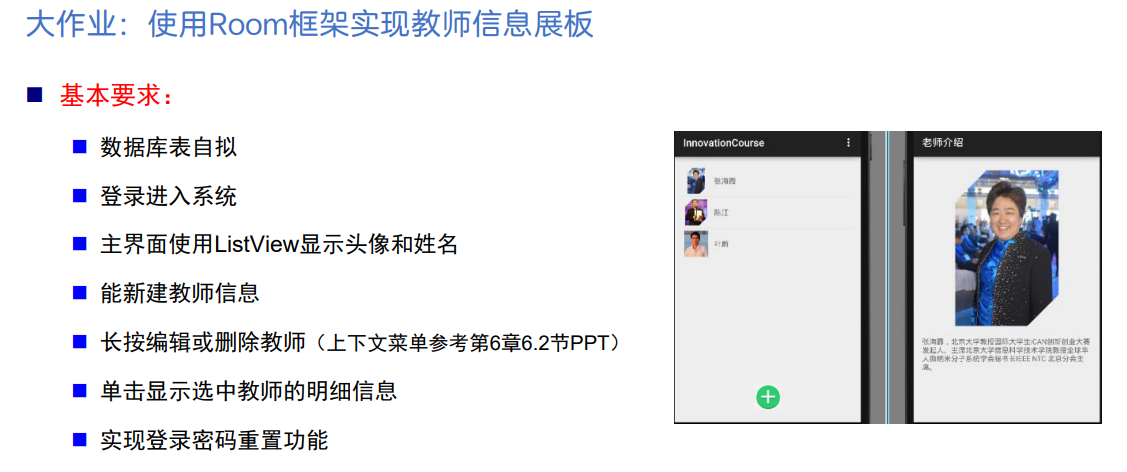 大作业：使用Room框架实现教师信息展板
基本要求：
数据库表自拟
登录进入系统
主界面使用ListView显示头像和姓名
能新建教师信息
长按编辑或删除教师（上下文菜单参考第6章6.2节PPT）
单击显示选中教师的明细信息
实现登录密码重置功能
InnovationCourse
张海霞
陈江
叶蔚
老师介绍
张海霞，北京大学教授国际大学生iCAN创新创业大赛
发起人、主席北京大学信息科学技术学院教授全球华
人微纳米分子系统学会秘书长IEEE NTC 北京分会主
席。